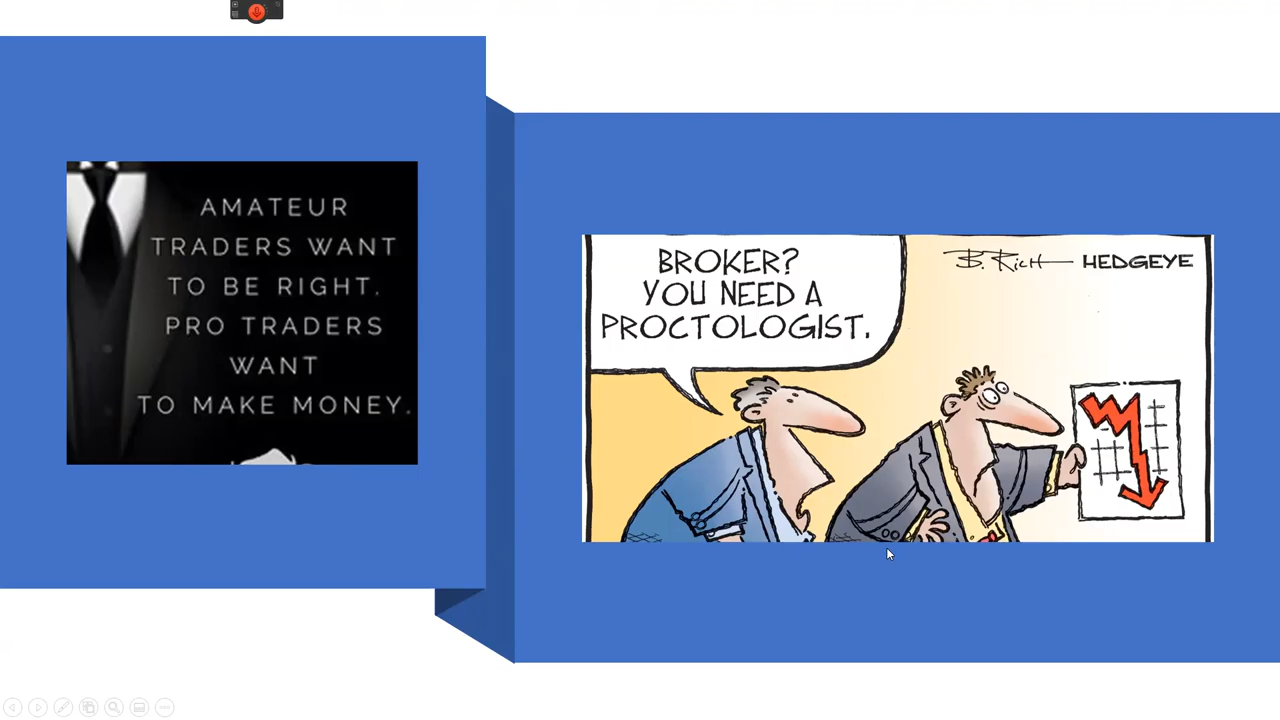 AMATEUR
TRADERS WANT
TO BE RIGHT.
PRO TRADERS
WANT
TO MAKE MONEY.
BROKER?
YOU NEED A
PROCTOLOGIST.
B. Rich HEDGEYE